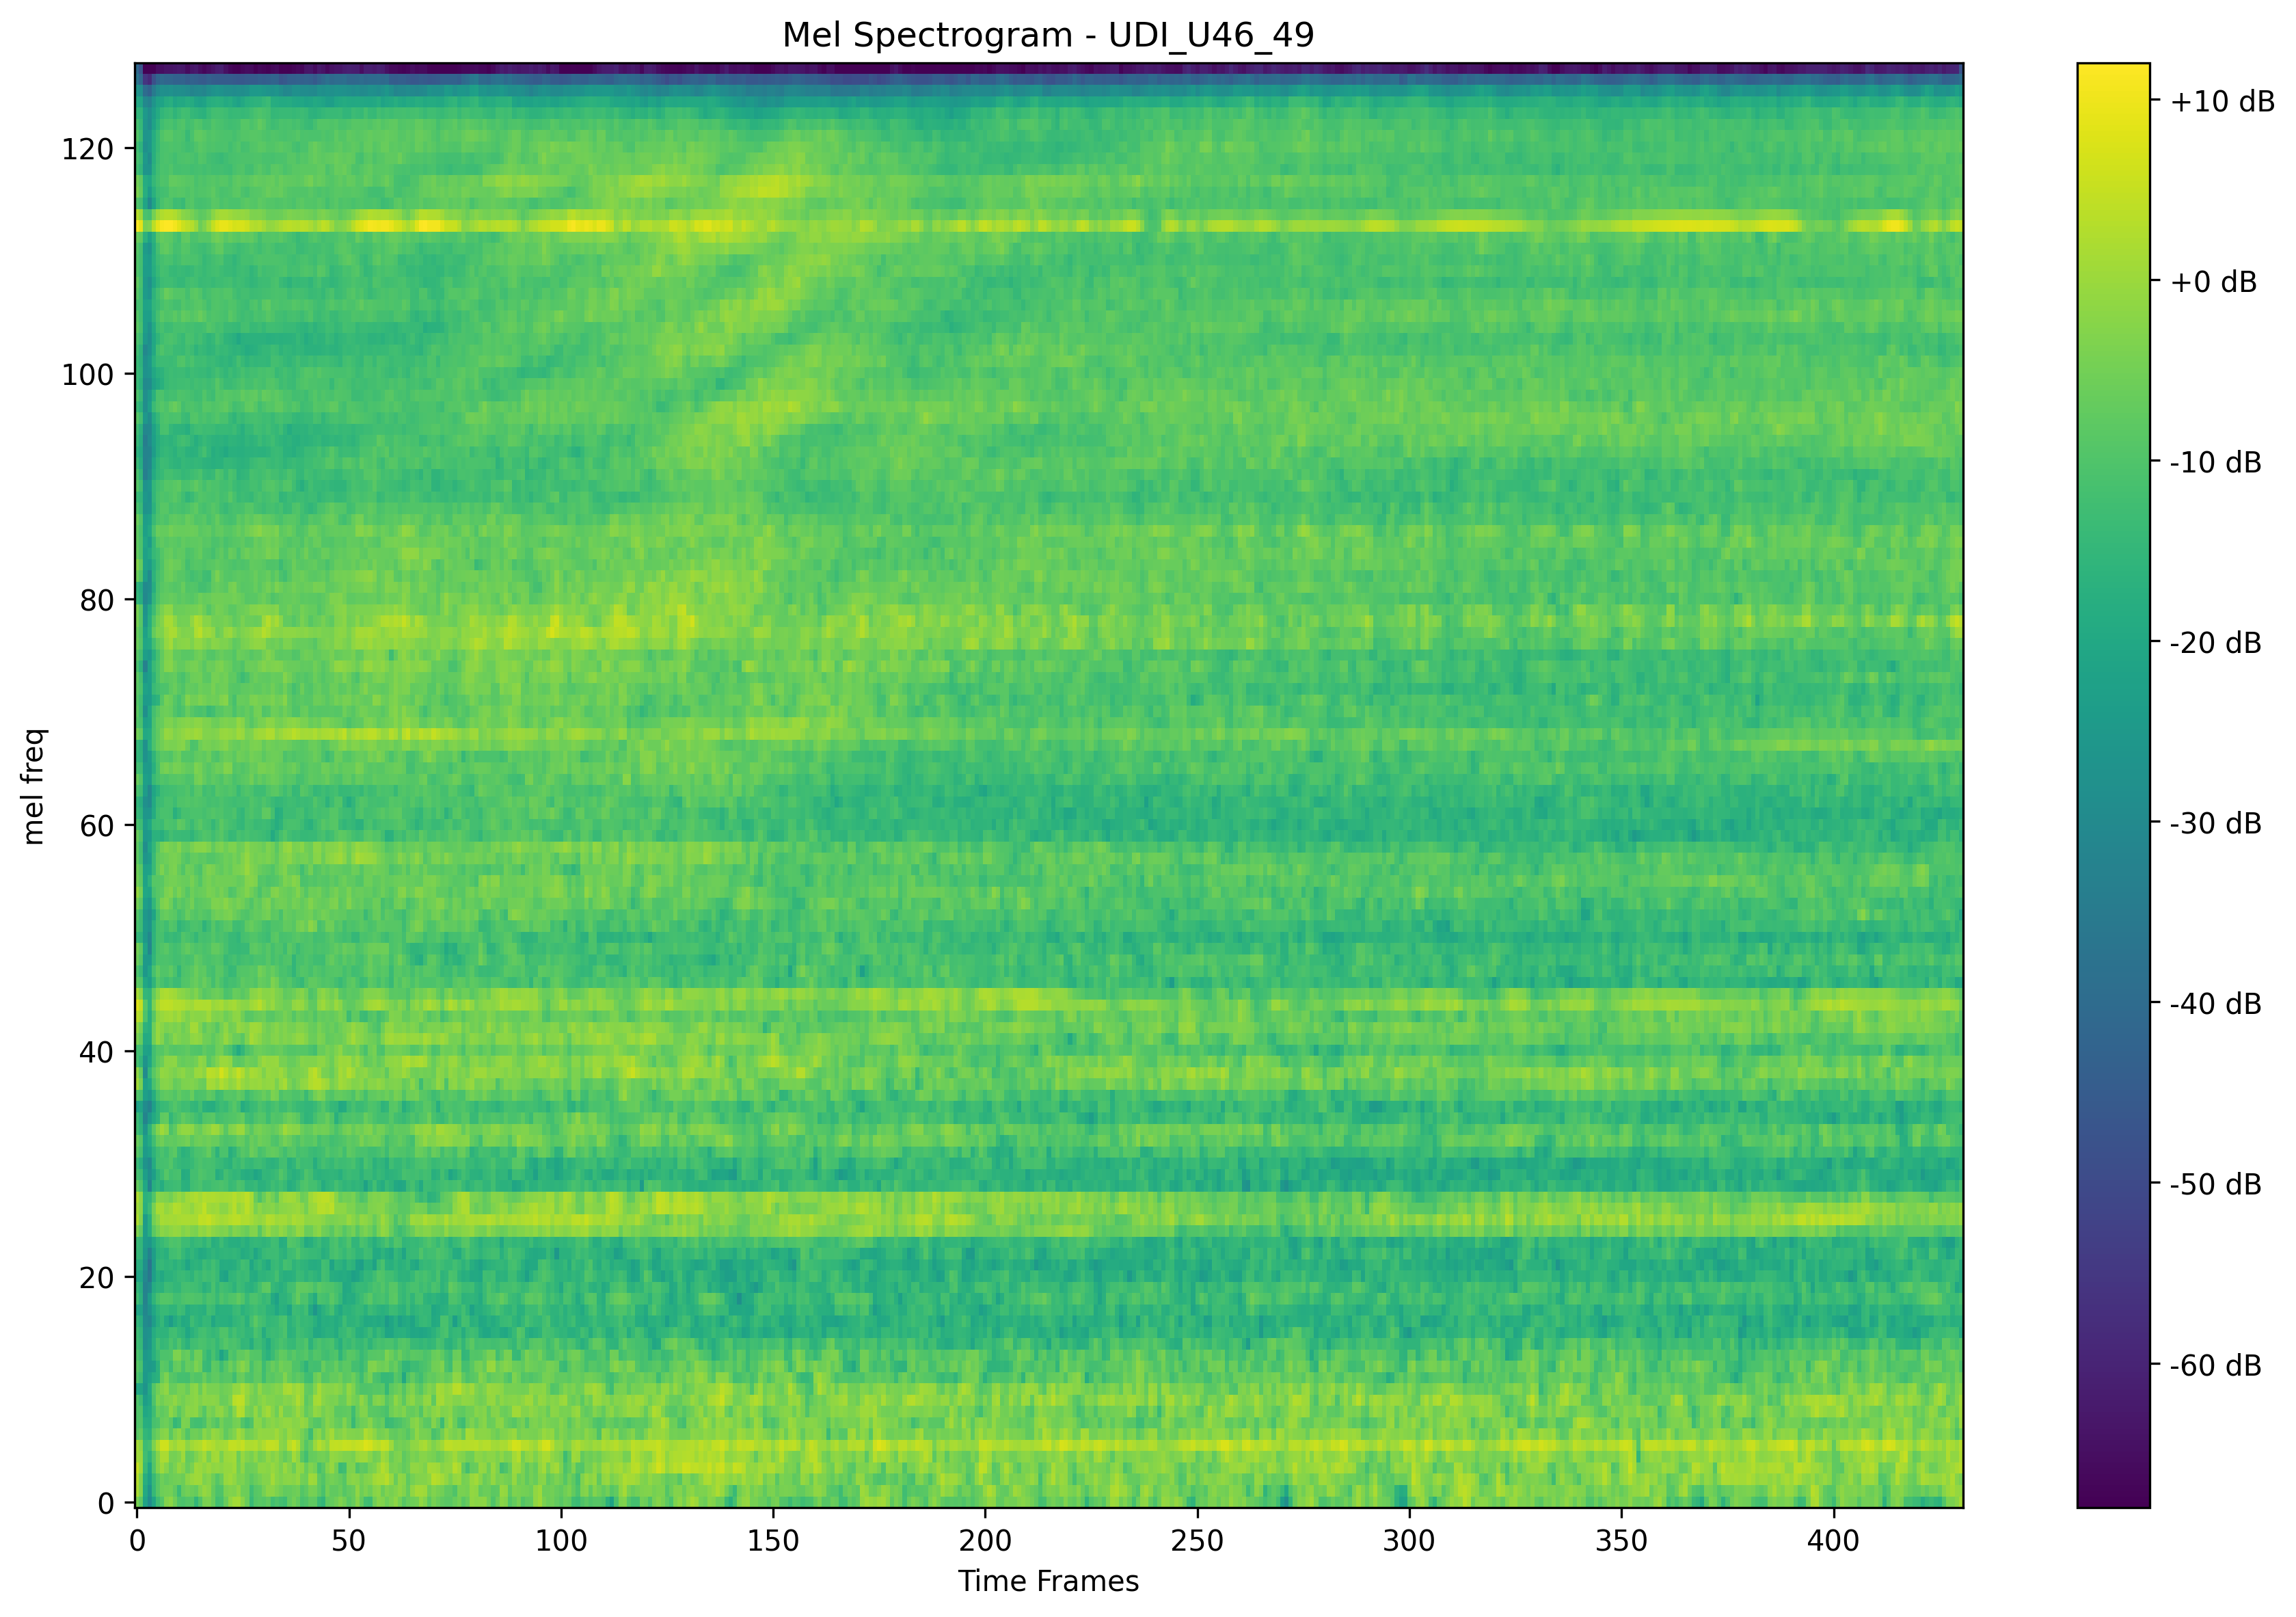 Mel Spectrogram - UDI_U46_49
mel freq
120
100
80
60
40
20
0
0 50 100 150 200 250 300 350 400
Time Frames
+10 dB
+0 dB
-10 dB
-20 dB
-30 dB
-40 dB
-50 dB
-60 dB